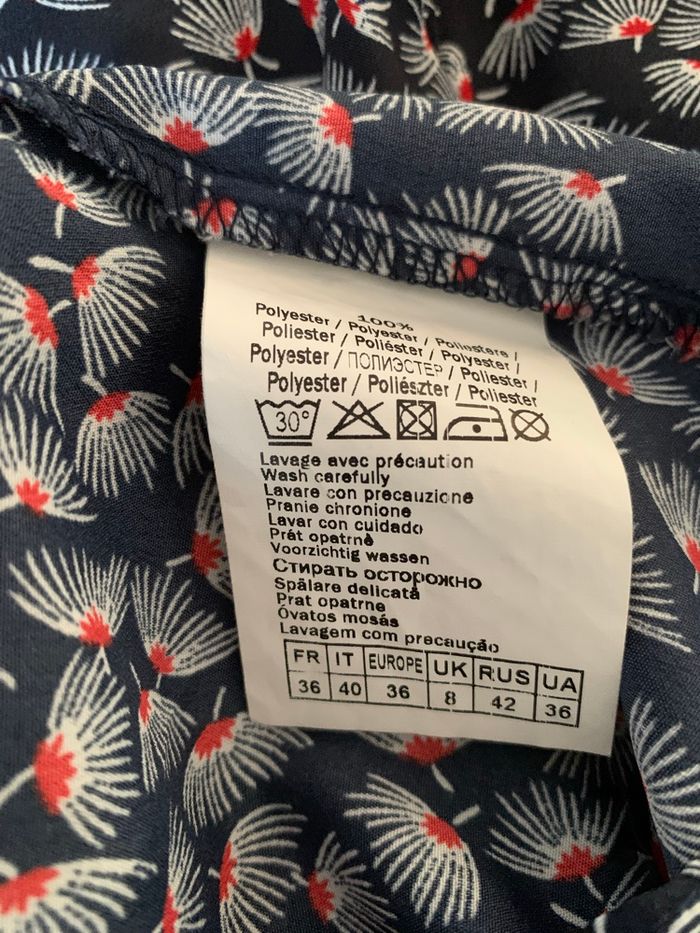 100%
Polyester / Polyester / Poliestere /
Poliester / Poliéster / Polyester /
Polyester / ПОЛИЭСТЕР / Poliester /
Polyester / Poliészter / Poliester
30°
Lavage avec précaution
Wash carefully
Lavare con precauzione
Pranie chronione
Lavar con cuidado
Prát opatrně
Voorzichtig wassen
Стирать осторожно
Spălare delicată
Prat opatrne
Óvatos mosás
Lavagem com precaução
FR IT EUROPE UK RUS UA
36 40 36 8 42 36